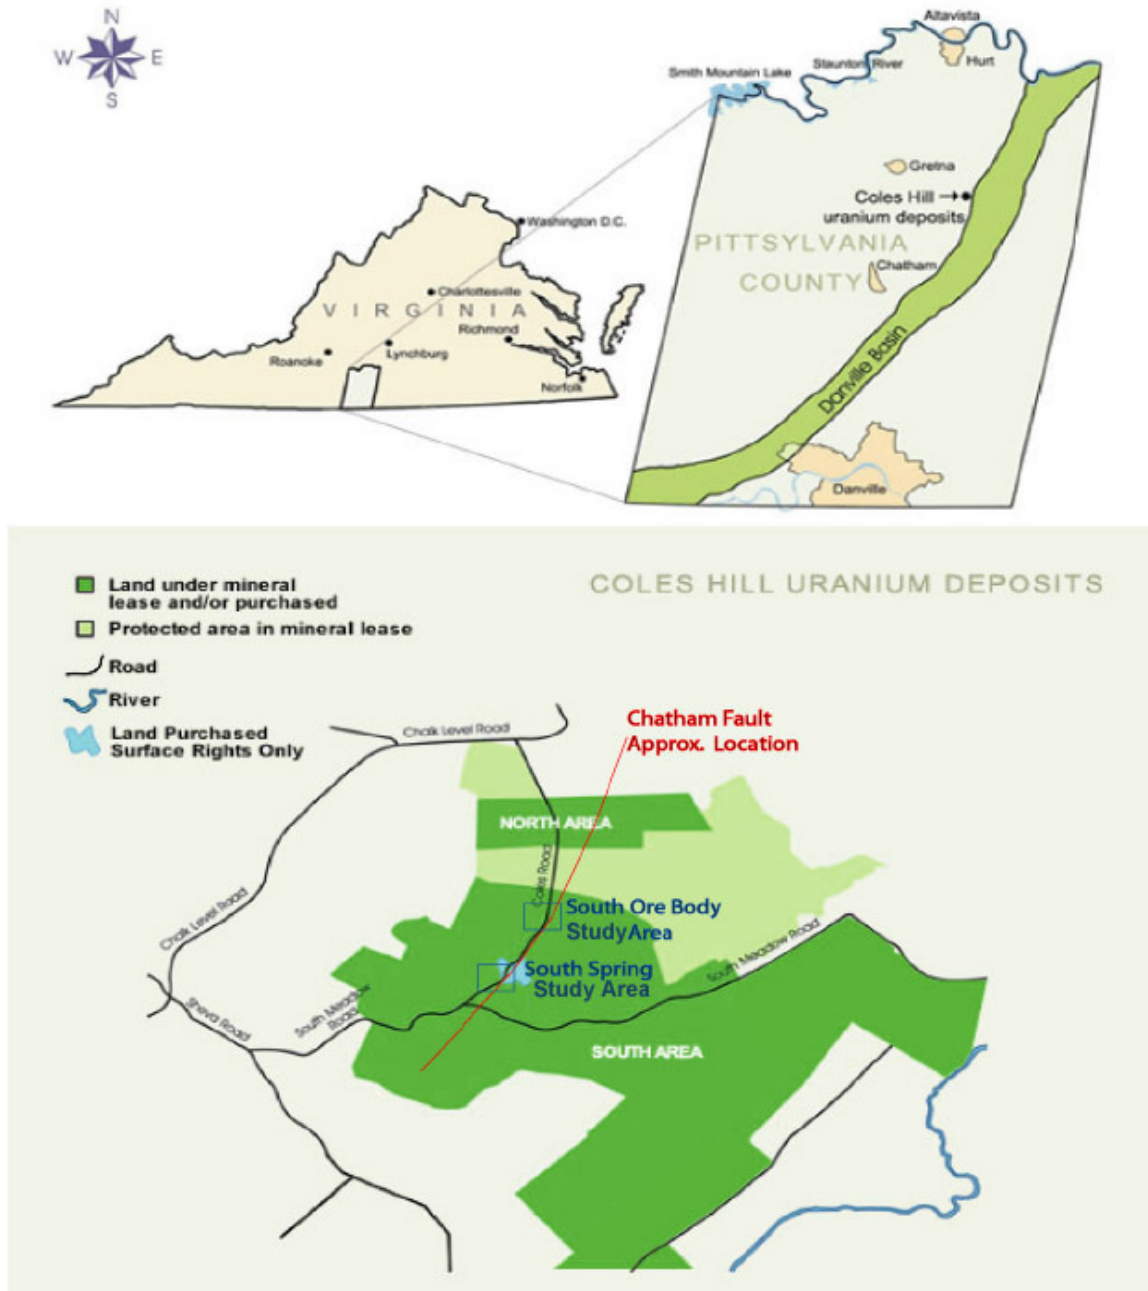 N
W E
S
Altavista
Hurt
Staunton River
Smith Mountain Lake
Gretna
Coles Hill
uranium deposits
PITTSYLVANIA
COUNTY
Chatham
Danville Basin
Danville
Washington D.C.
Charlottesville
VIRGINIA
Richmond
Lynchburg
Roanoke
Norfolk
COLES HILL URANIUM DEPOSITS
Land under mineral
lease and/or purchased
Protected area in mineral lease
Road
River
Land Purchased
Surface Rights Only
Chatham Fault
Approx. Location
Chalk Level Road
NORTH AREA
Coles Road
Chalk Level Road
South Ore Body
StudyArea
South Meadow Road
South Spring
Study Area
South Meadow
Road
Sheva Road
SOUTH AREA